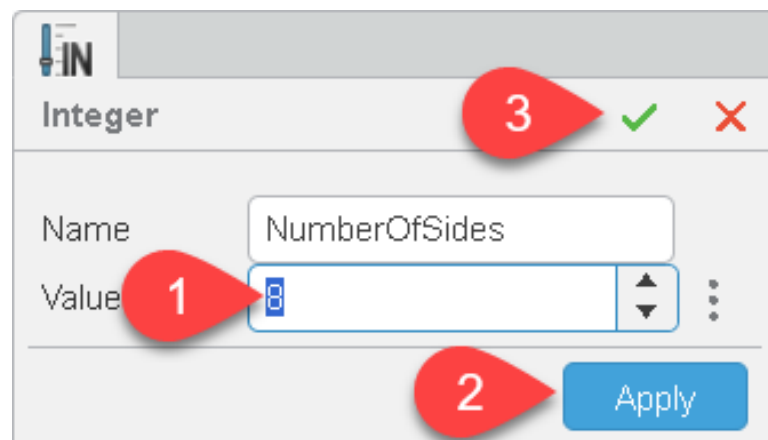 IN
Integer 3
Name NumberOfSides
Value 1 8
2 Apply